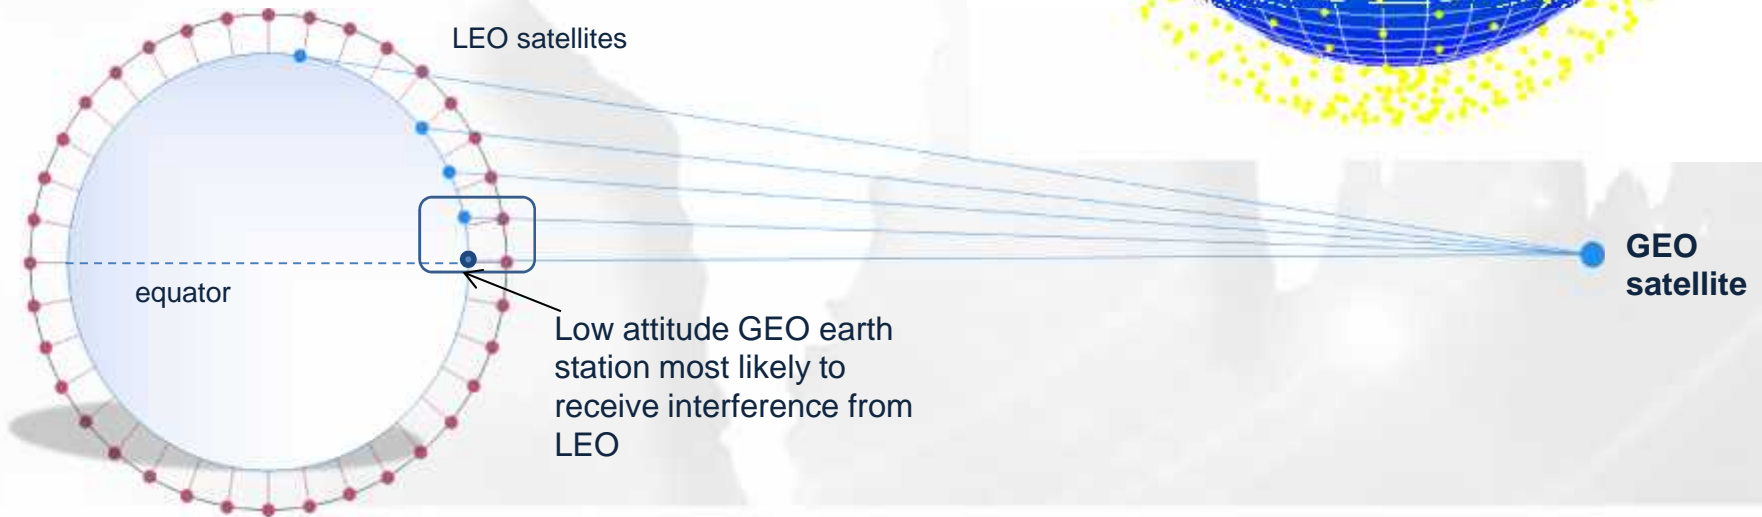 LEO satellites
GEO
satellite
equator
Low attitude GEO earth
station most likely to
receive interference from
LEO